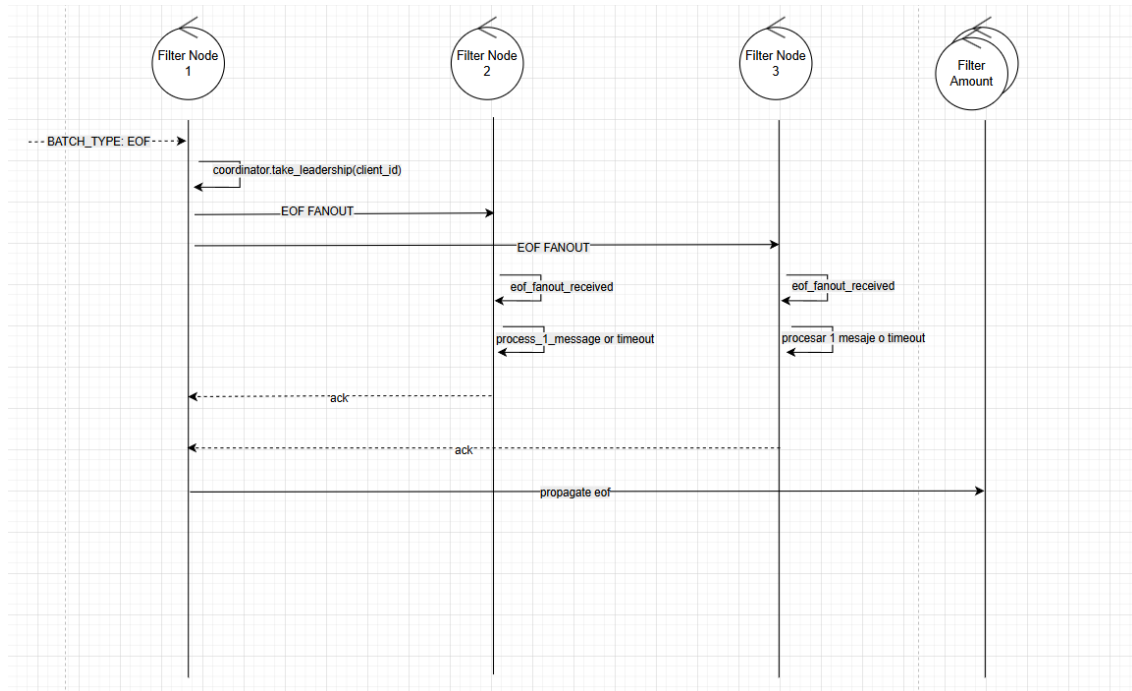 Filter Node
1
Filter Node
2
Filter Node
3
Filter
Amount
BATCH_TYPE: EOF
coordinator.take_leadership(client_id)
EOF FANOUT
EOF FANOUT
eof_fanout_received
eof_fanout_received
process_1_message or timeout
procesar 1 mesaje o timeout
ack
ack
propagate eof